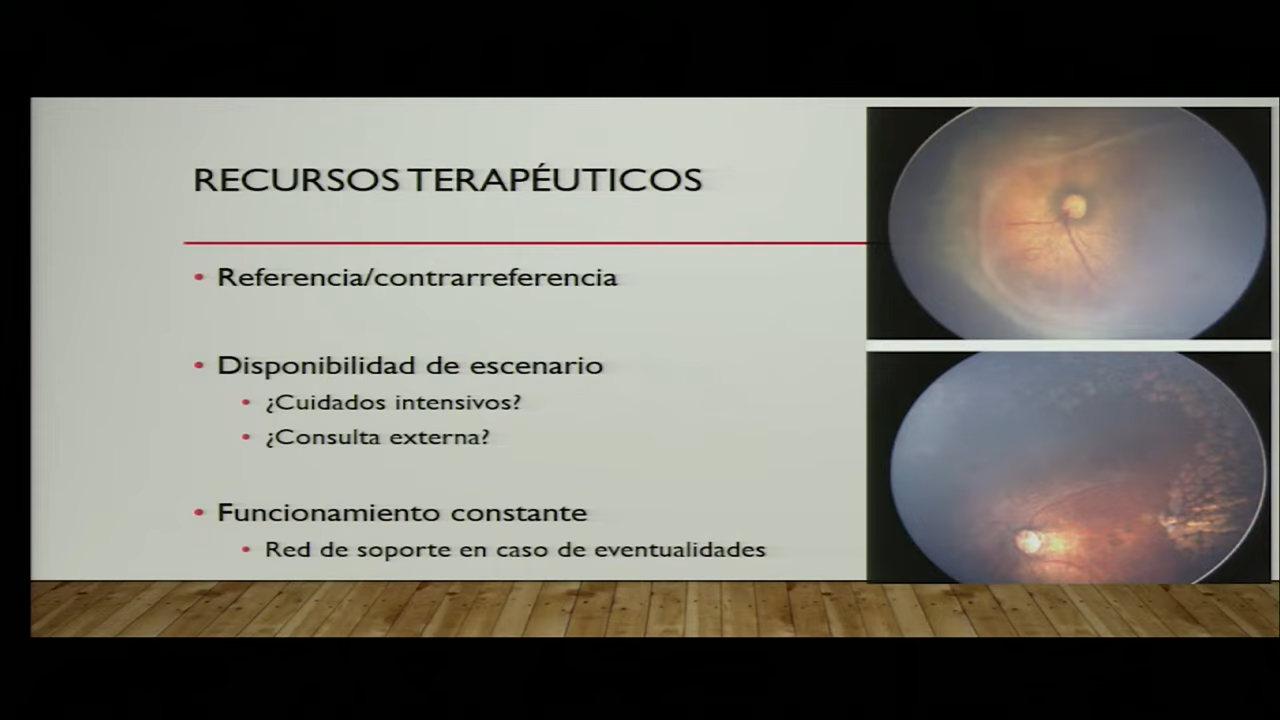 RECURSOS TERAPÉUTICOS
• Referencia/contrarreferencia
• Disponibilidad de escenario
• ¿Cuidados intensivos?
• ¿Consulta externa?
• Funcionamiento constante
• Red de soporte en caso de eventualidades